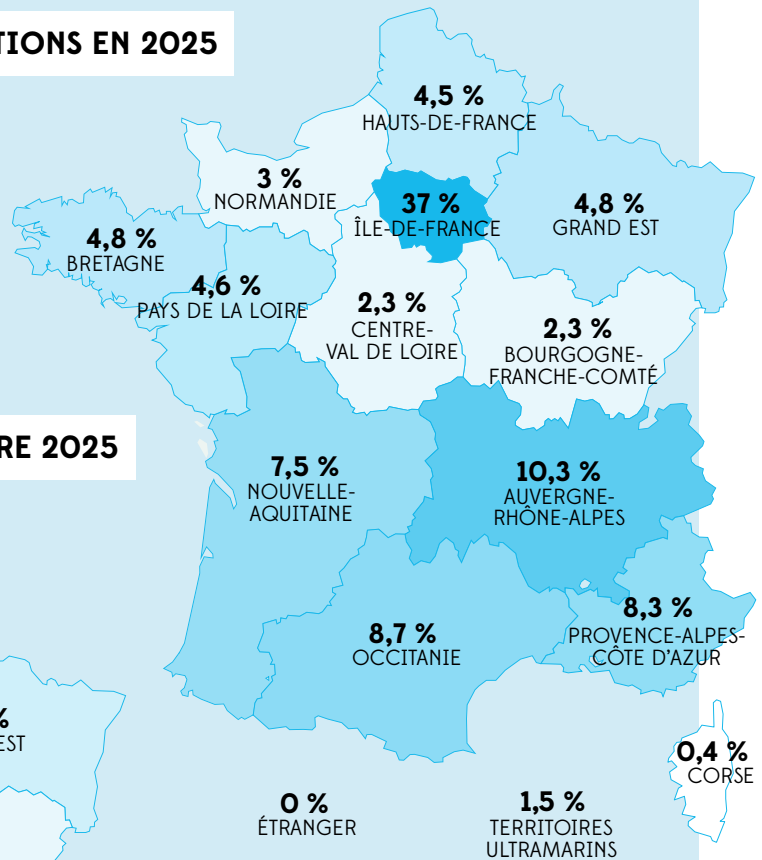 TIONS EN 2025
4,5 %
HAUTS-DE-FRANCE
3 %
NORMANDIE
37 %
ÎLE-DE-FRANCE
4,8 %
GRAND EST
4,8 %
BRETAGNE
4,6 %
PAYS DE LA LOIRE
2,3 %
CENTRE-
VAL DE LOIRE
2,3 %
BOURGOGNE-
FRANCHE-COMTÉ
RE 2025
7,5 %
NOUVELLE-
AQUITAINE
10,3 %
AUVERGNE-
RHÔNE-ALPES
8,7 %
OCCITANIE
8,3 %
PROVENCE-ALPES-
CÔTE D’AZUR
%
EST
0,4 %
CORSE
0 %
ÉTRANGER
1,5 %
TERRITOIRES
ULTRAMARINS